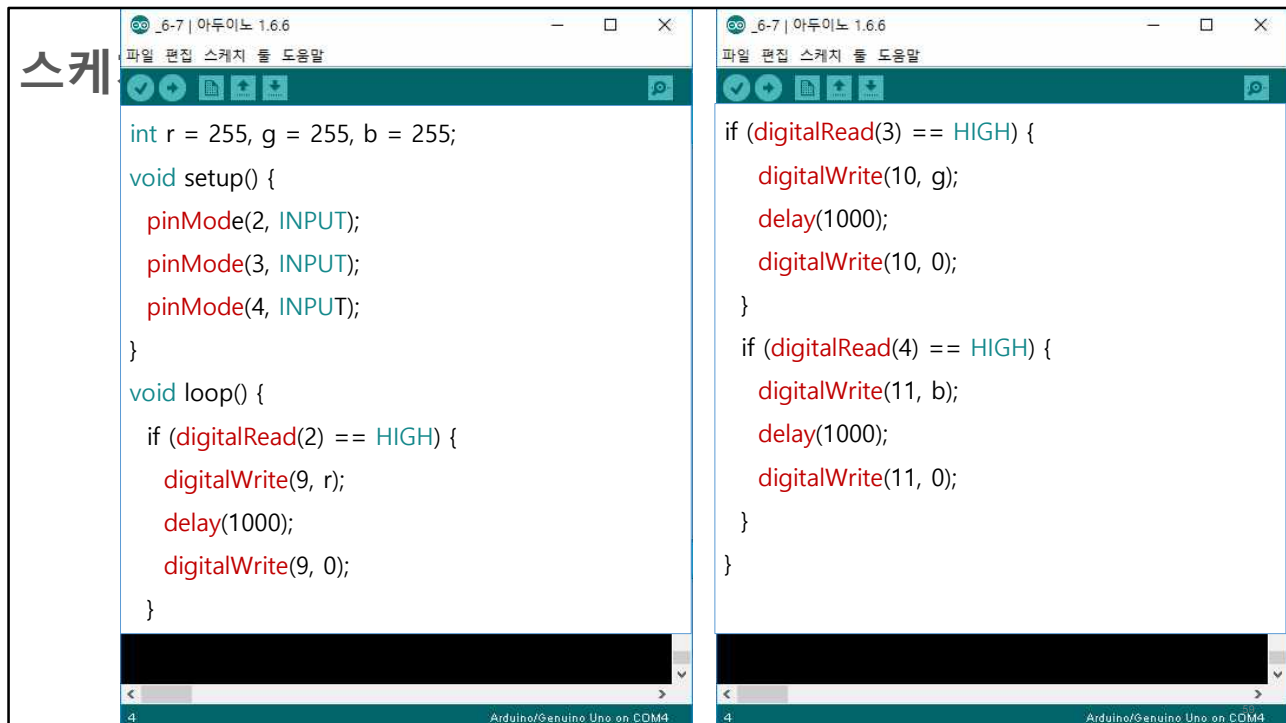 스케
_6-7 | 아두이노 1.6.6
파일 편집 스케치 툴 도움말
int r = 255, g = 255, b = 255;
void setup() {
pinMode(2, INPUT);
pinMode(3, INPUT);
pinMode(4, INPUT);
}
void loop() {
if (digitalRead(2) == HIGH) {
digitalWrite(9, r);
delay(1000);
digitalWrite(9, 0);
}
4 Arduino/Genuino Uno on COM4
_6-7 | 아두이노 1.6.6
파일 편집 스케치 툴 도움말
if (digitalRead(3) == HIGH) {
digitalWrite(10, g);
delay(1000);
digitalWrite(10, 0);
}
if (digitalRead(4) == HIGH) {
digitalWrite(11, b);
delay(1000);
digitalWrite(11, 0);
}
}
4 Arduino/Genuino Uno on COM4